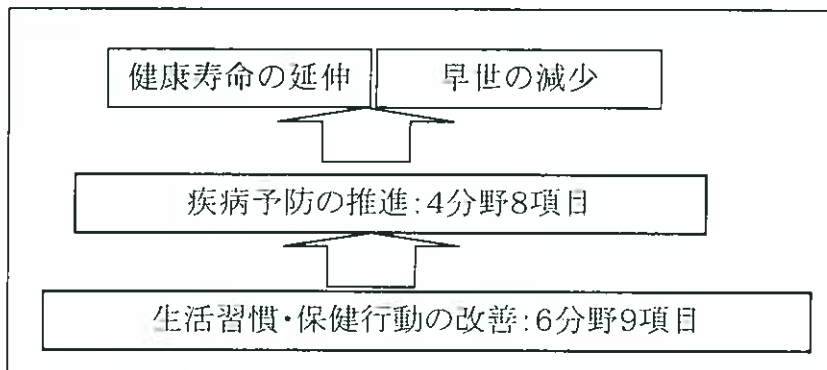 健康寿命の延伸
早世の減少
疾病予防の推進:4分野8項目
生活習慣・保健行動の改善:6分野9項目